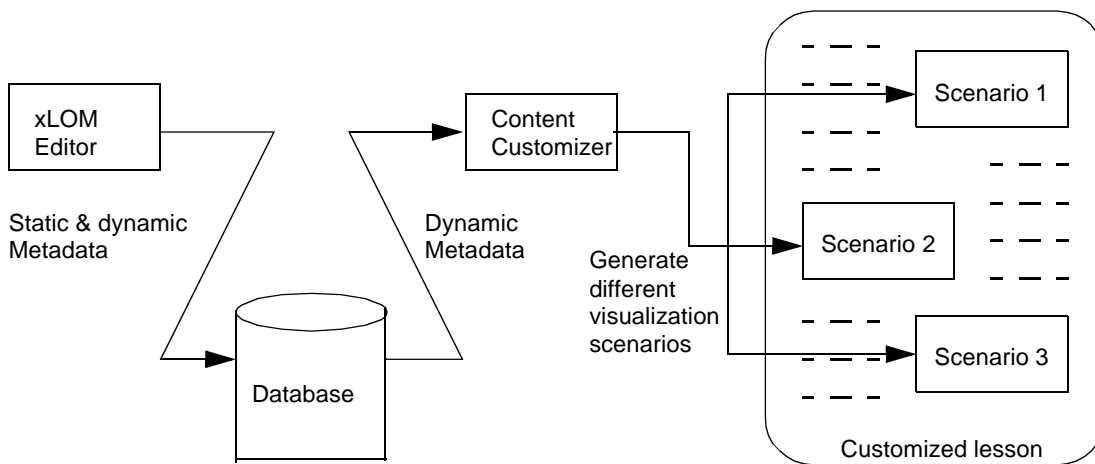 xLOM
Editor
Static & dynamic
Metadata
Database
Dynamic
Metadata
Content
Customizer
Generate
different
visualization
scenarios
Scenario 1
Scenario 2
Scenario 3
Customized lesson